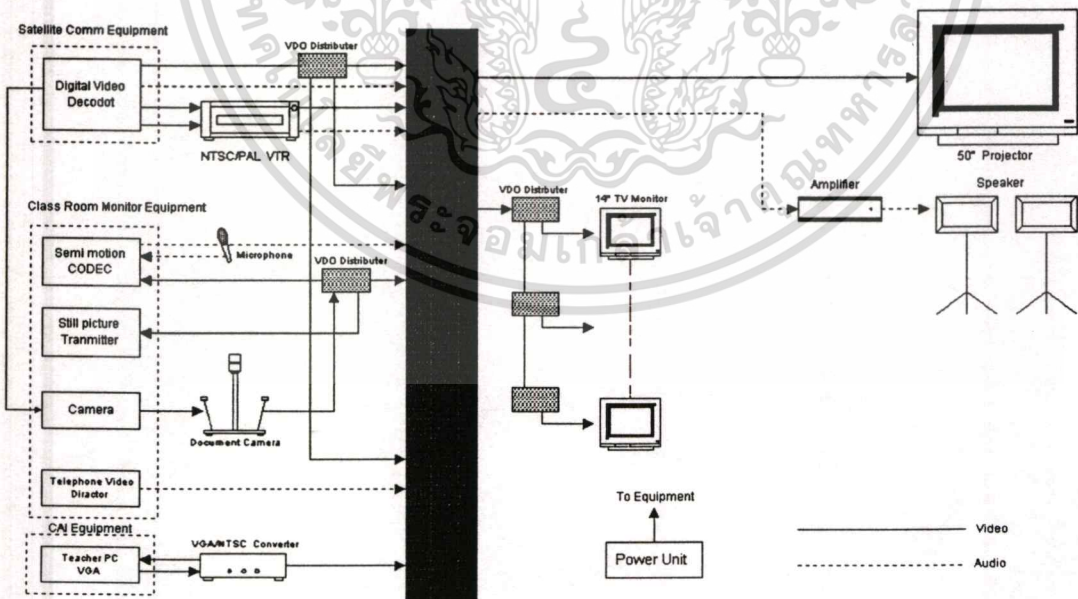 Satellite Comm Equipment
Digital Video
Decodot
VDO Distributer
NTSC/PAL VTR
Class Room Monitor Equipment
Semi motion
CODEC
Microphone
VDO Distributer
Still picture
Tranmitter
Camera
Document Camera
Telephone Video
Diractor
CAI Equipment
Teacher PC
VGA
VGA/NTSC Converter
VDO Distributer
14" TV Monitor
50" Projector
Amplifier
Speaker
To Equipment
Power Unit
Video
Audio